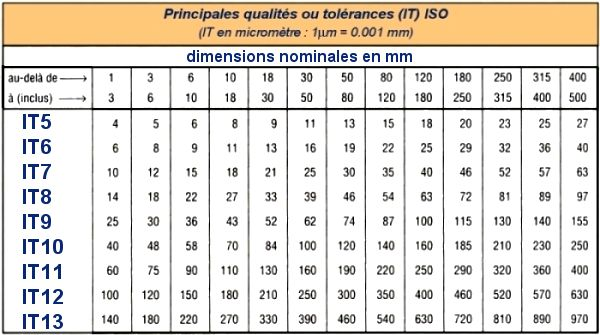 Principales qualités ou tolérances (IT) ISO
(IT en micromètre : 1µm = 0.001 mm)
dimensions nominales en mm
au-delà de → 1 3 6 10 18 30 50 80 120 180 250 315 400
à (inclus) → 3 6 10 18 30 50 80 120 180 250 315 400 500
IT5 4 5 6 8 9 11 13 15 18 20 23 25 27
IT6 6 8 9 11 13 16 19 22 25 29 32 36 40
IT7 10 12 15 18 21 25 30 35 40 46 52 57 63
IT8 14 18 22 27 33 39 46 54 63 72 81 89 97
IT9 25 30 36 43 52 62 74 87 100 115 130 140 155
IT10 40 48 58 70 84 100 120 140 160 185 210 230 250
IT11 60 75 90 110 130 160 190 220 250 290 320 360 400
IT12 100 120 150 180 210 250 300 350 400 460 520 570 630
IT13 140 180 220 270 330 390 460 540 630 720 810 890 970